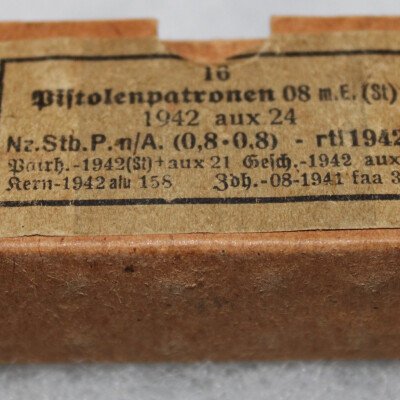 16
Pistolenpatronen 08 m.E. (St)
1942 aux 24
Nz.Stb.P.n/A. (0,8·0,8) - rtl 1942
Patrh.-1942(St)+aux 21 Gesch.-1942 aux
Kern-1942 alu 158 Zdh.-08-1941 faa 3